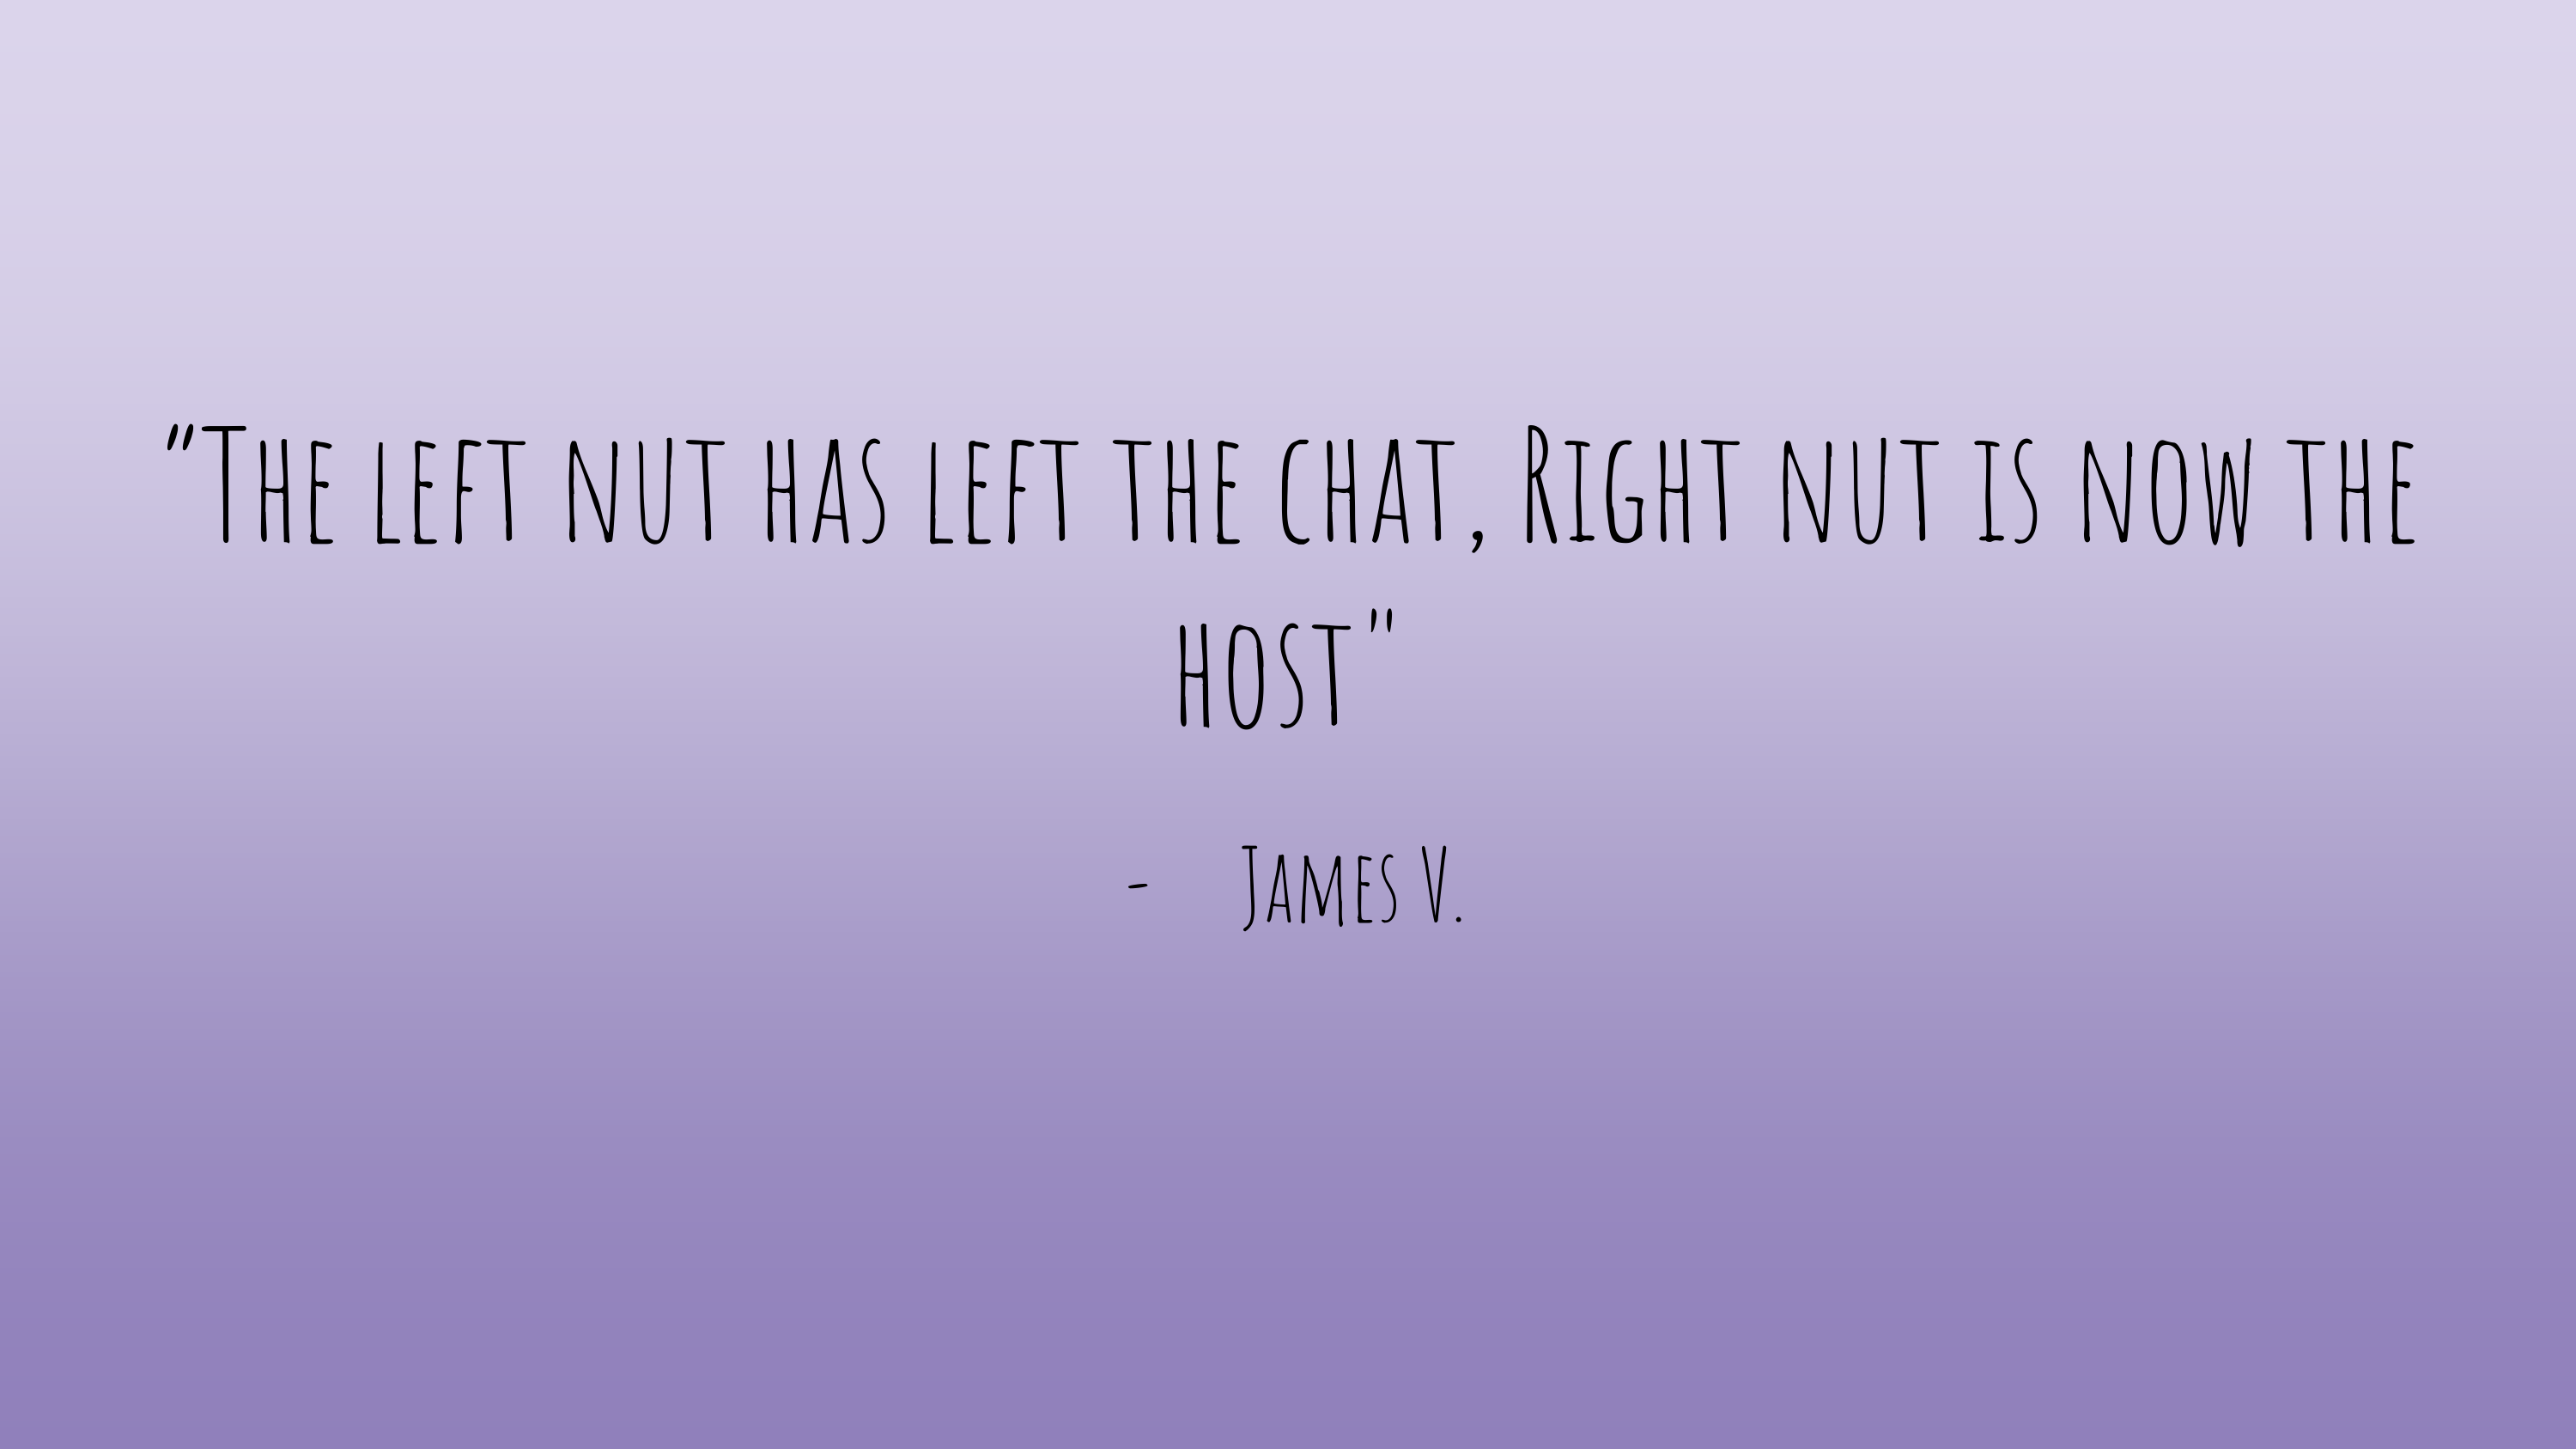 "The left nut has left the chat, Right nut is now the
host"
- James V.